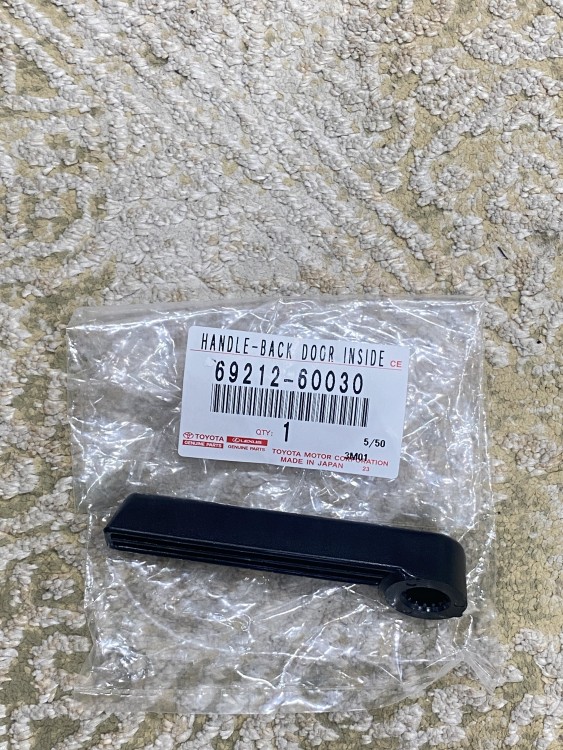 HANDLE-BACK DOOR INSIDE CE
69212-60030
QTY: 1 5/50
TOYOTA LEXUS 3M01
GENUINE PARTS GENUINE PARTS TOYOTA MOTOR CORPORATION
MADE IN JAPAN 23